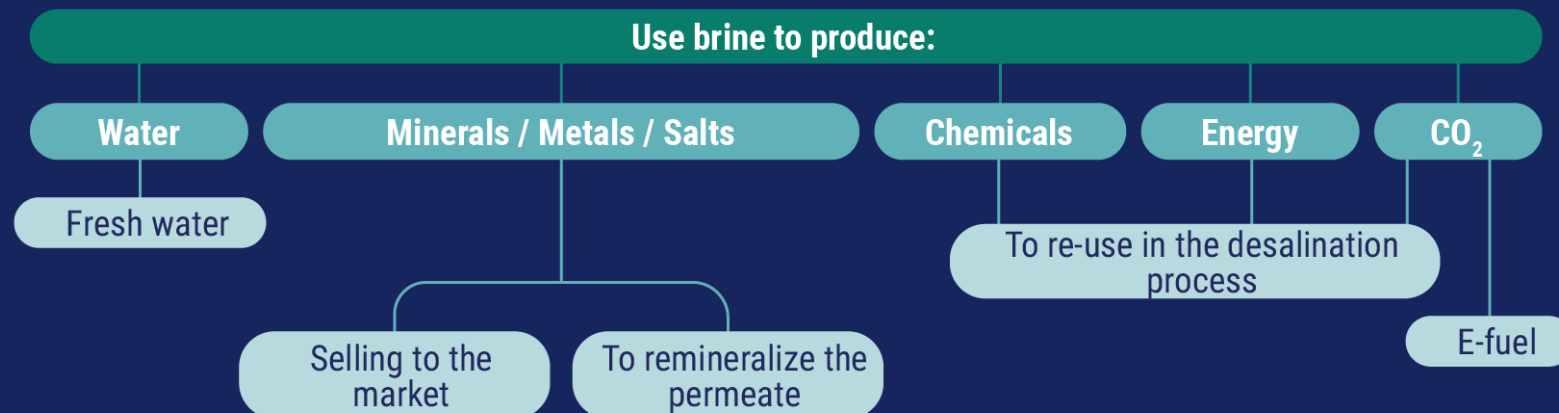 Use brine to produce:
Water
Minerals / Metals / Salts
Chemicals
Energy
CO₂
Fresh water
To re-use in the desalination
process
E-fuel
Selling to the
market
To remineralize the
permeate